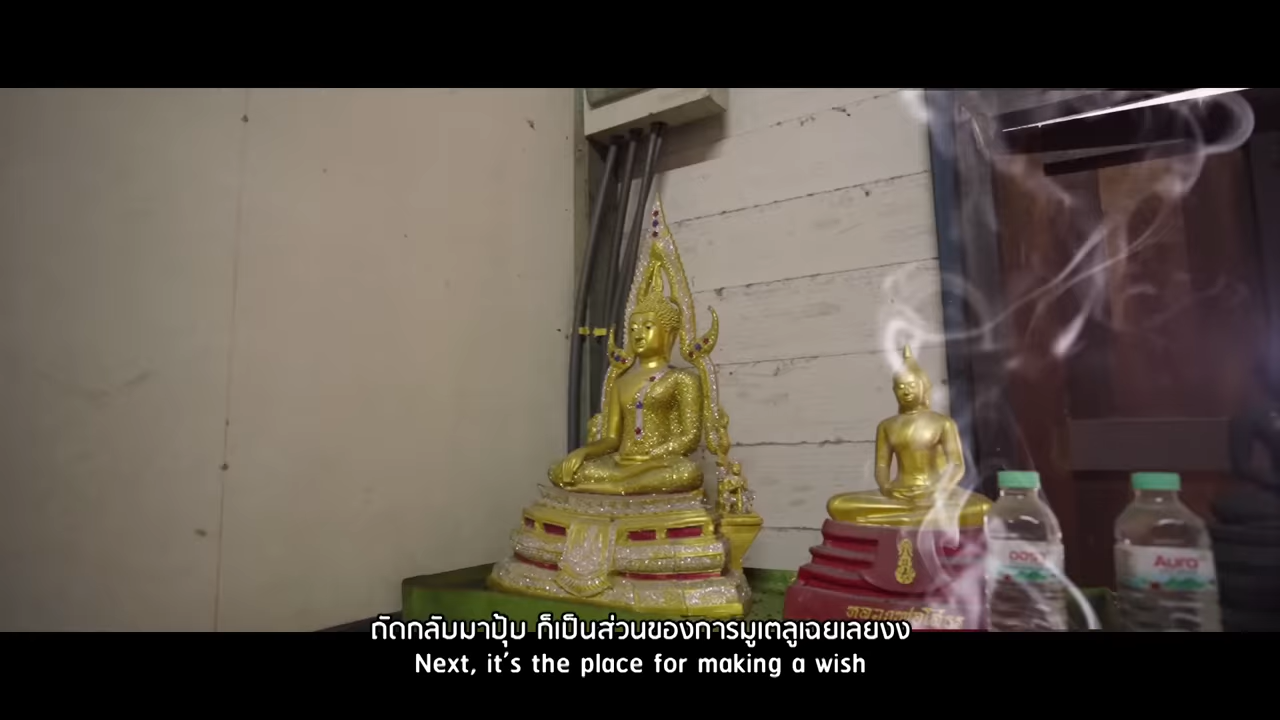 Aura
ถัดกลับมาปุ้บ ก็เป็นส่วนของการมูเตลูเฉยเลยงง
Next, it's the place for making a wish